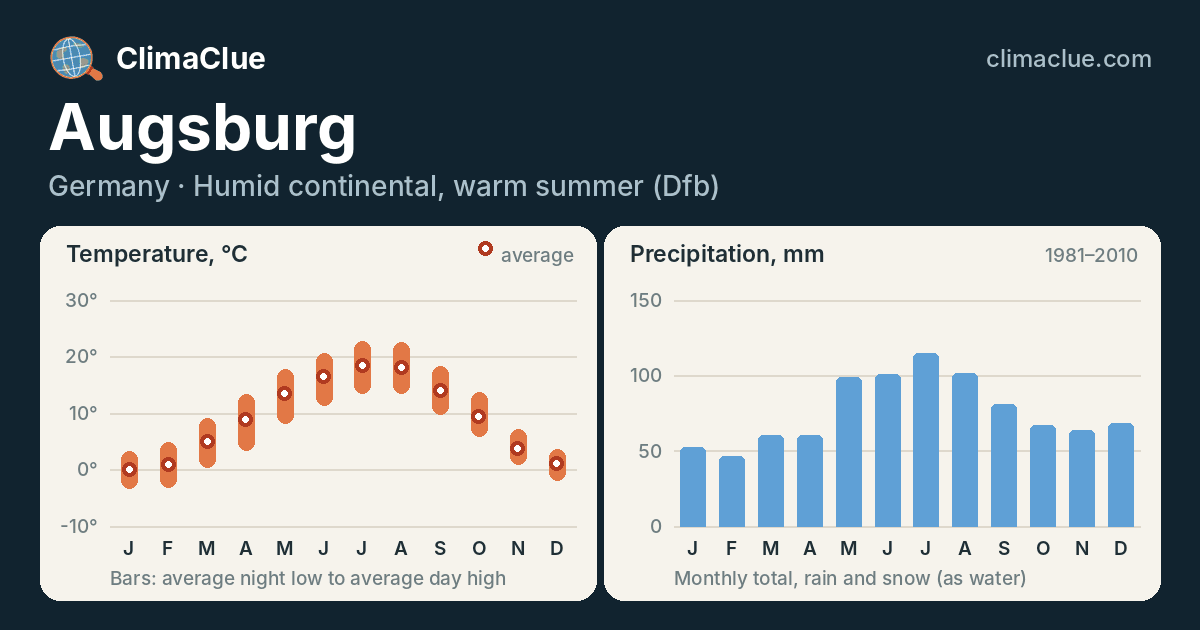 ClimaClue
climaclue.com
Augsburg
Germany · Humid continental, warm summer (Dfb)
Temperature, °C
average
30°
20°
10°
0°
-10°
J F M A M J J A S O N D
Bars: average night low to average day high
Precipitation, mm
1981–2010
150
100
50
0
J F M A M J J A S O N D
Monthly total, rain and snow (as water)